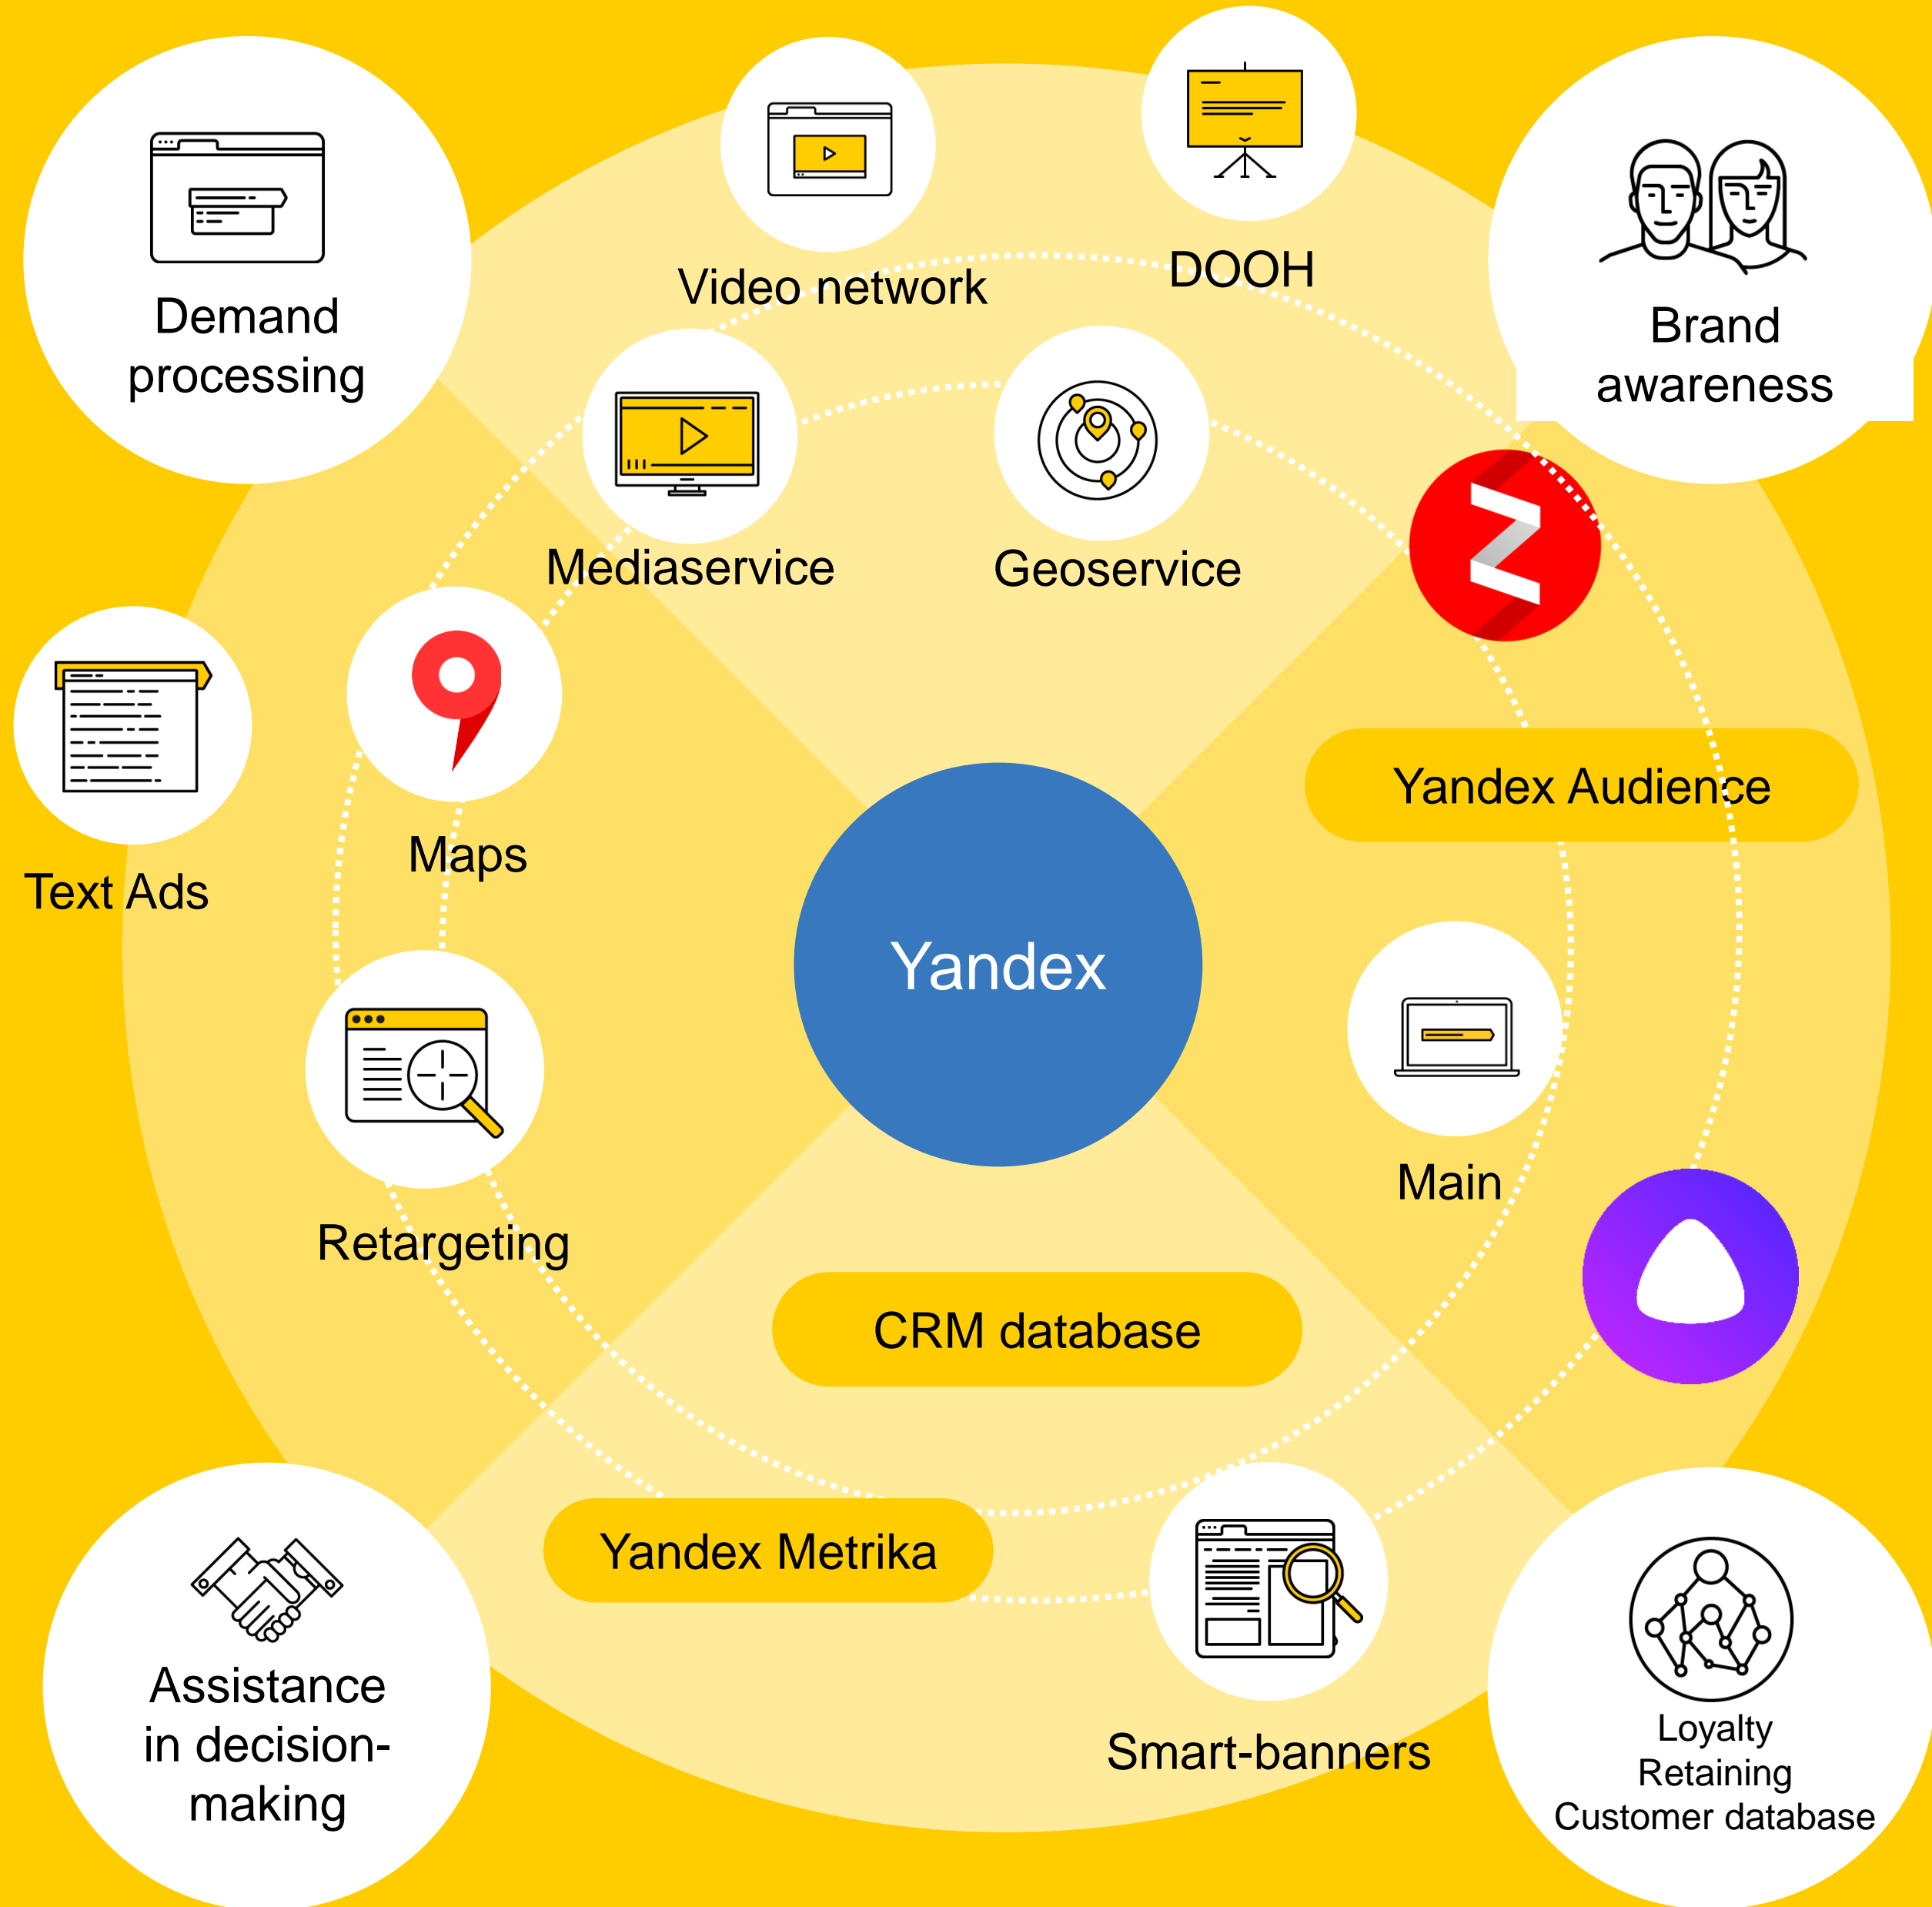 Demand
processing
Video network
DOOH
Brand
awareness
Mediaservice
Geoservice
Yandex Audience
Maps
Text Ads
Yandex
Main
Retargeting
CRM database
Yandex Metrika
Smart-banners
Assistance
in decision-
making
Loyalty
Retaining
Customer database